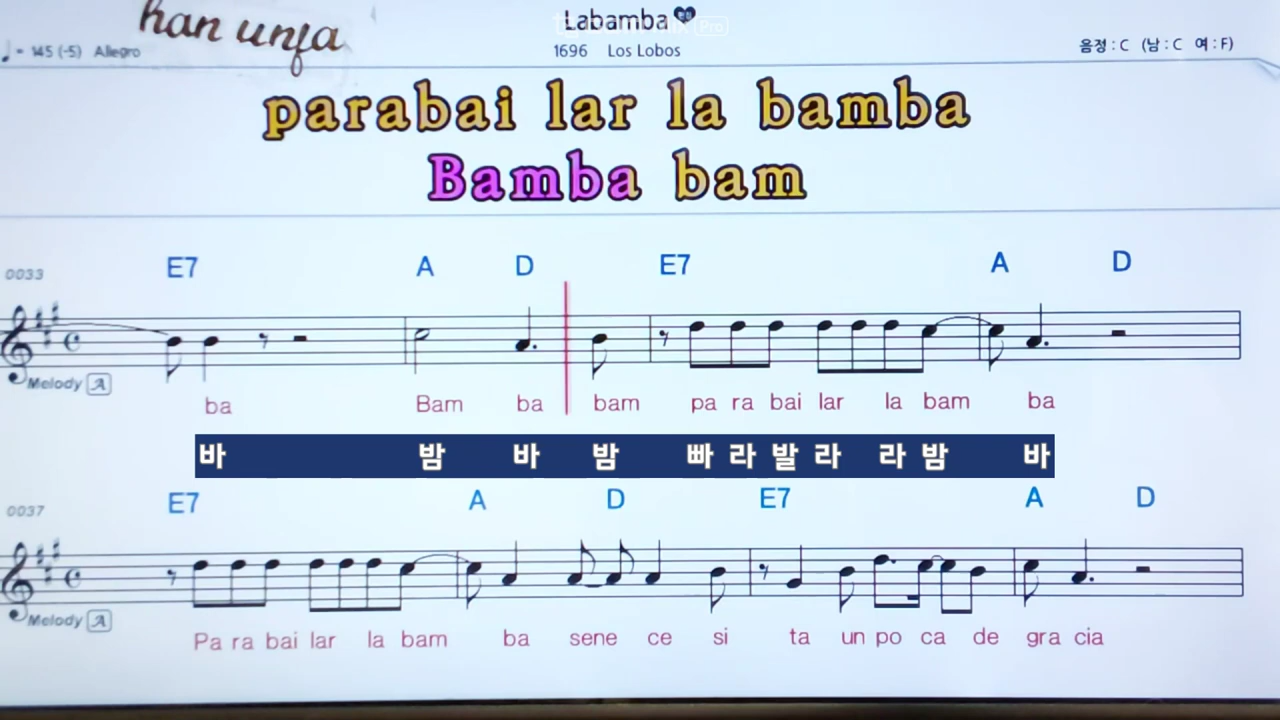 han unja
Labamba
Pro
♩= 145 (-5) Allegro
1696 Los Lobos
음정 : C (남 : C 여 : F)
parabai lar la bamba
Bamba bam
0033 E7 A D E7 A D
Melody A
ba Bam ba bam pa ra bai lar la bam ba
바 밤 바 밤 빠 라 발 라 라 밤 바
0037 E7 A D E7 A D
Melody A
Pa ra bai lar la bam ba sene ce si ta un po ca de gra cia